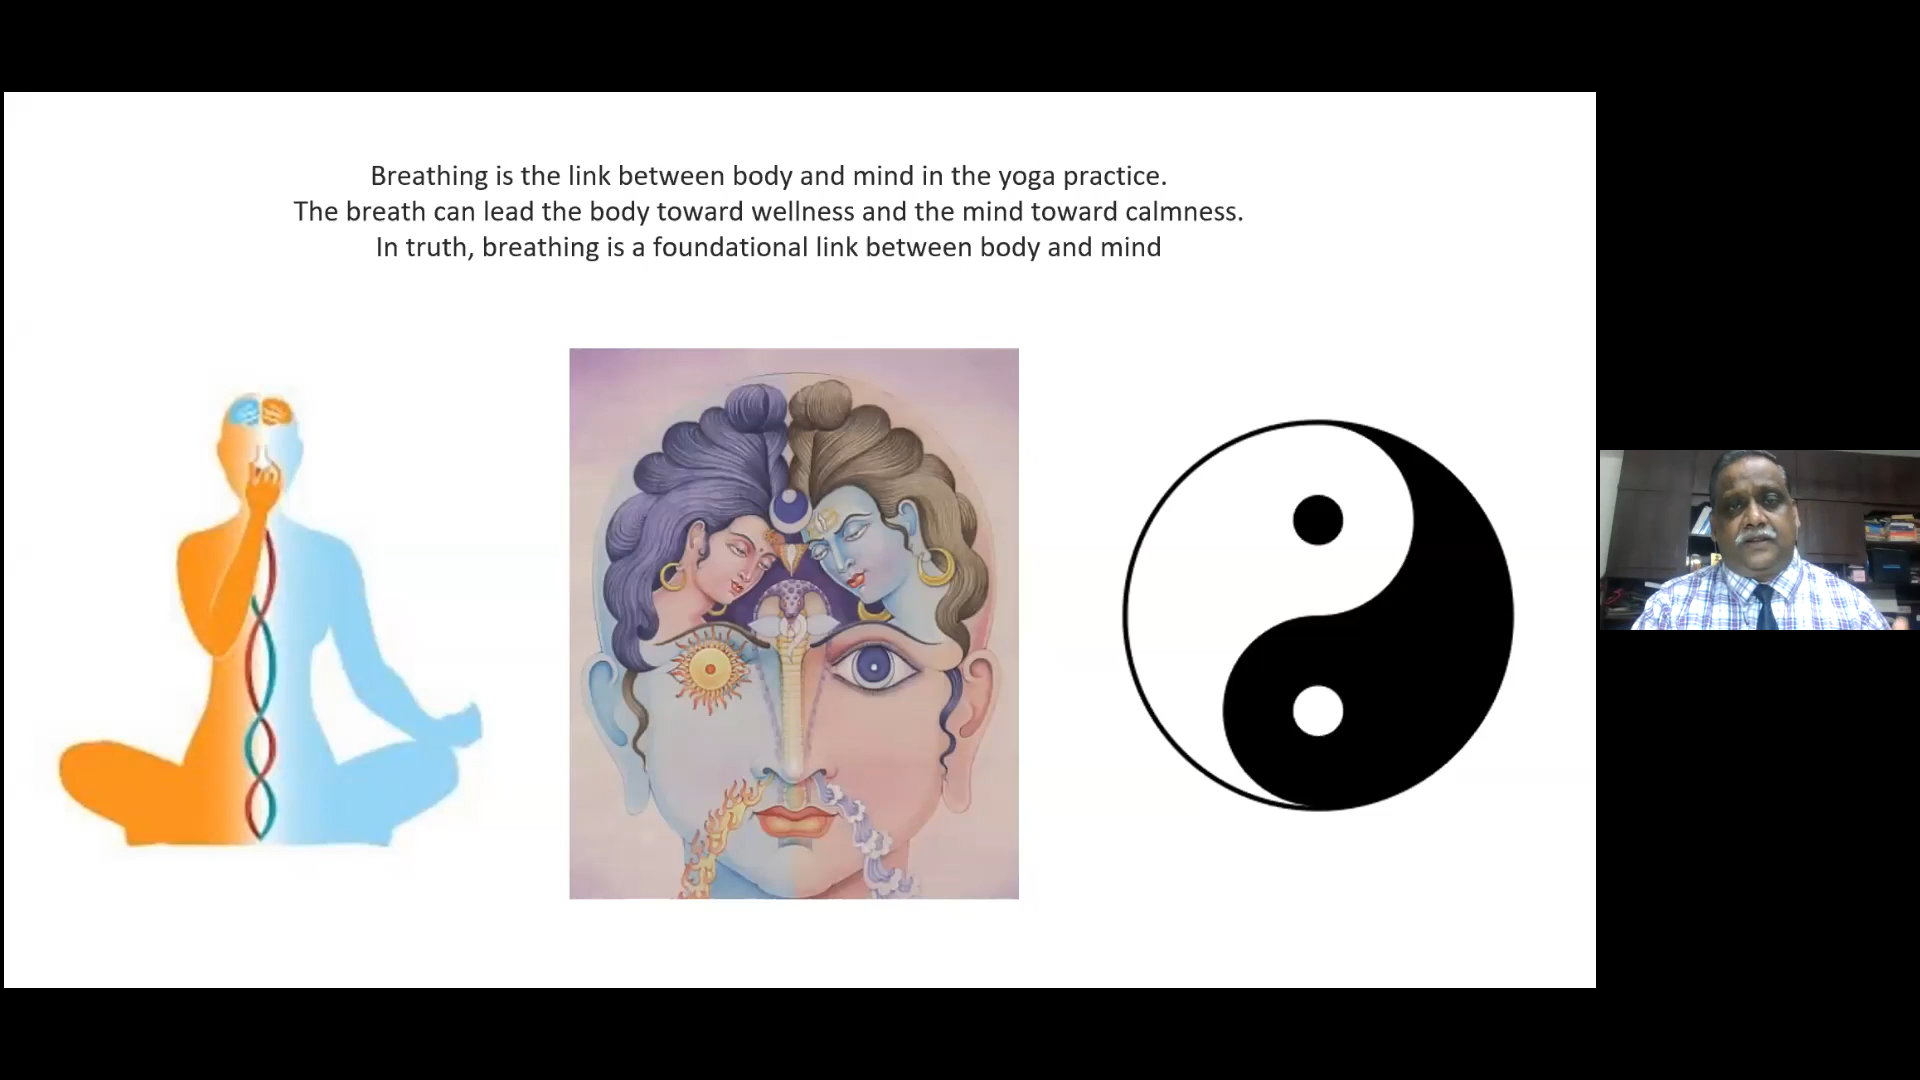 Breathing is the link between body and mind in the yoga practice.
The breath can lead the body toward wellness and the mind toward calmness.
In truth, breathing is a foundational link between body and mind